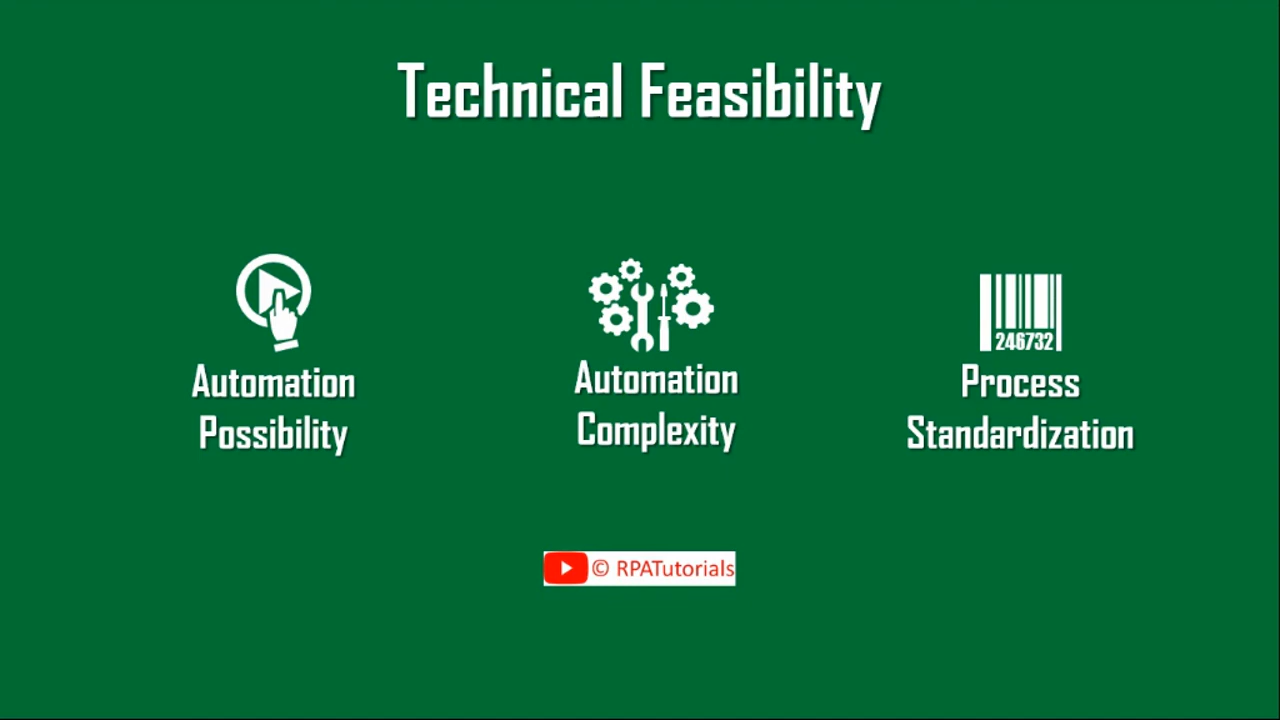 Technical Feasibility
Automation
Possibility
Automation
Complexity
246732
Process
Standardization
© RPATutorials